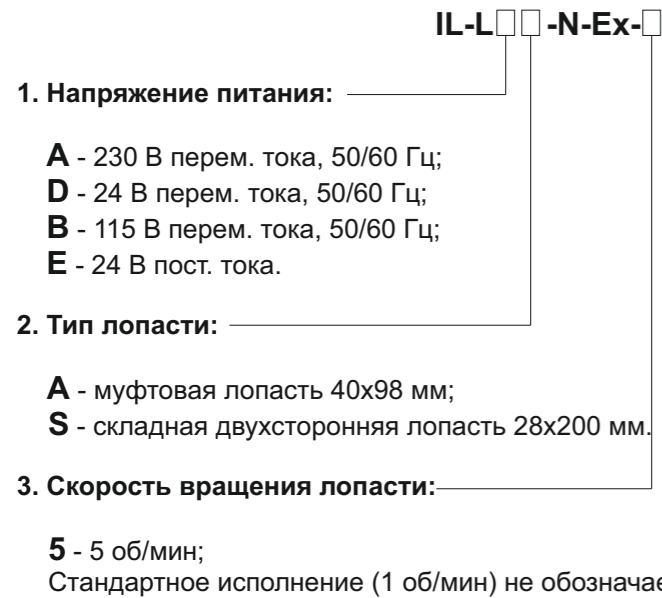 IL-L□□-N-Ex-□
1. Напряжение питания:
A - 230 В перем. тока, 50/60 Гц;
D - 24 В перем. тока, 50/60 Гц;
B - 115 В перем. тока, 50/60 Гц;
E - 24 В пост. тока.
2. Тип лопасти:
A - муфтовая лопасть 40x98 мм;
S - складная двухсторонняя лопасть 28x200 мм.
3. Скорость вращения лопасти:
5 - 5 об/мин;
Стандартное исполнение (1 об/мин) не